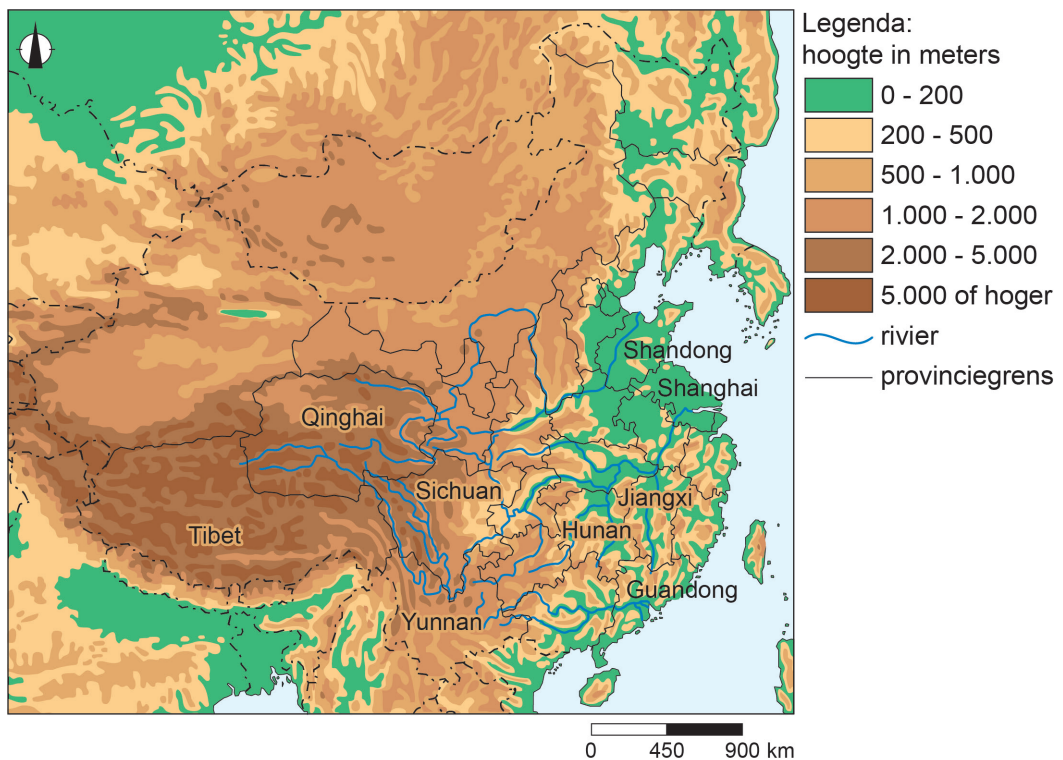 Legenda:
hoogte in meters
0 - 200
200 - 500
500 - 1.000
1.000 - 2.000
2.000 - 5.000
5.000 of hoger
rivier
provinciegrens
Shandong
Shanghai
Qinghai
Sichuan
Jiangxi
Tibet
Hunan
Guandong
Yunnan
0 450 900 km